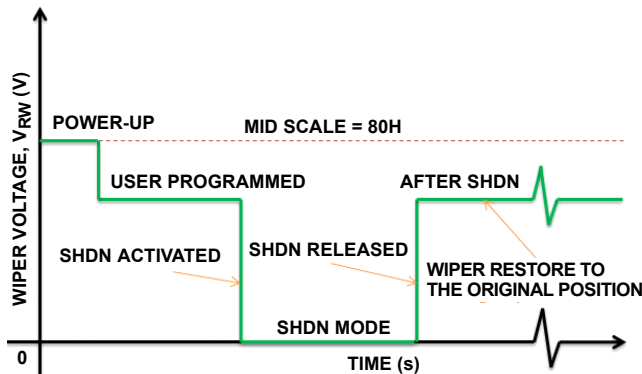 WIPER VOLTAGE, VRW (V)
POWER-UP
MID SCALE = 80H
USER PROGRAMMED
AFTER SHDN
SHDN ACTIVATED
SHDN RELEASED
WIPER RESTORE TO
THE ORIGINAL POSITION
SHDN MODE
0
TIME (s)